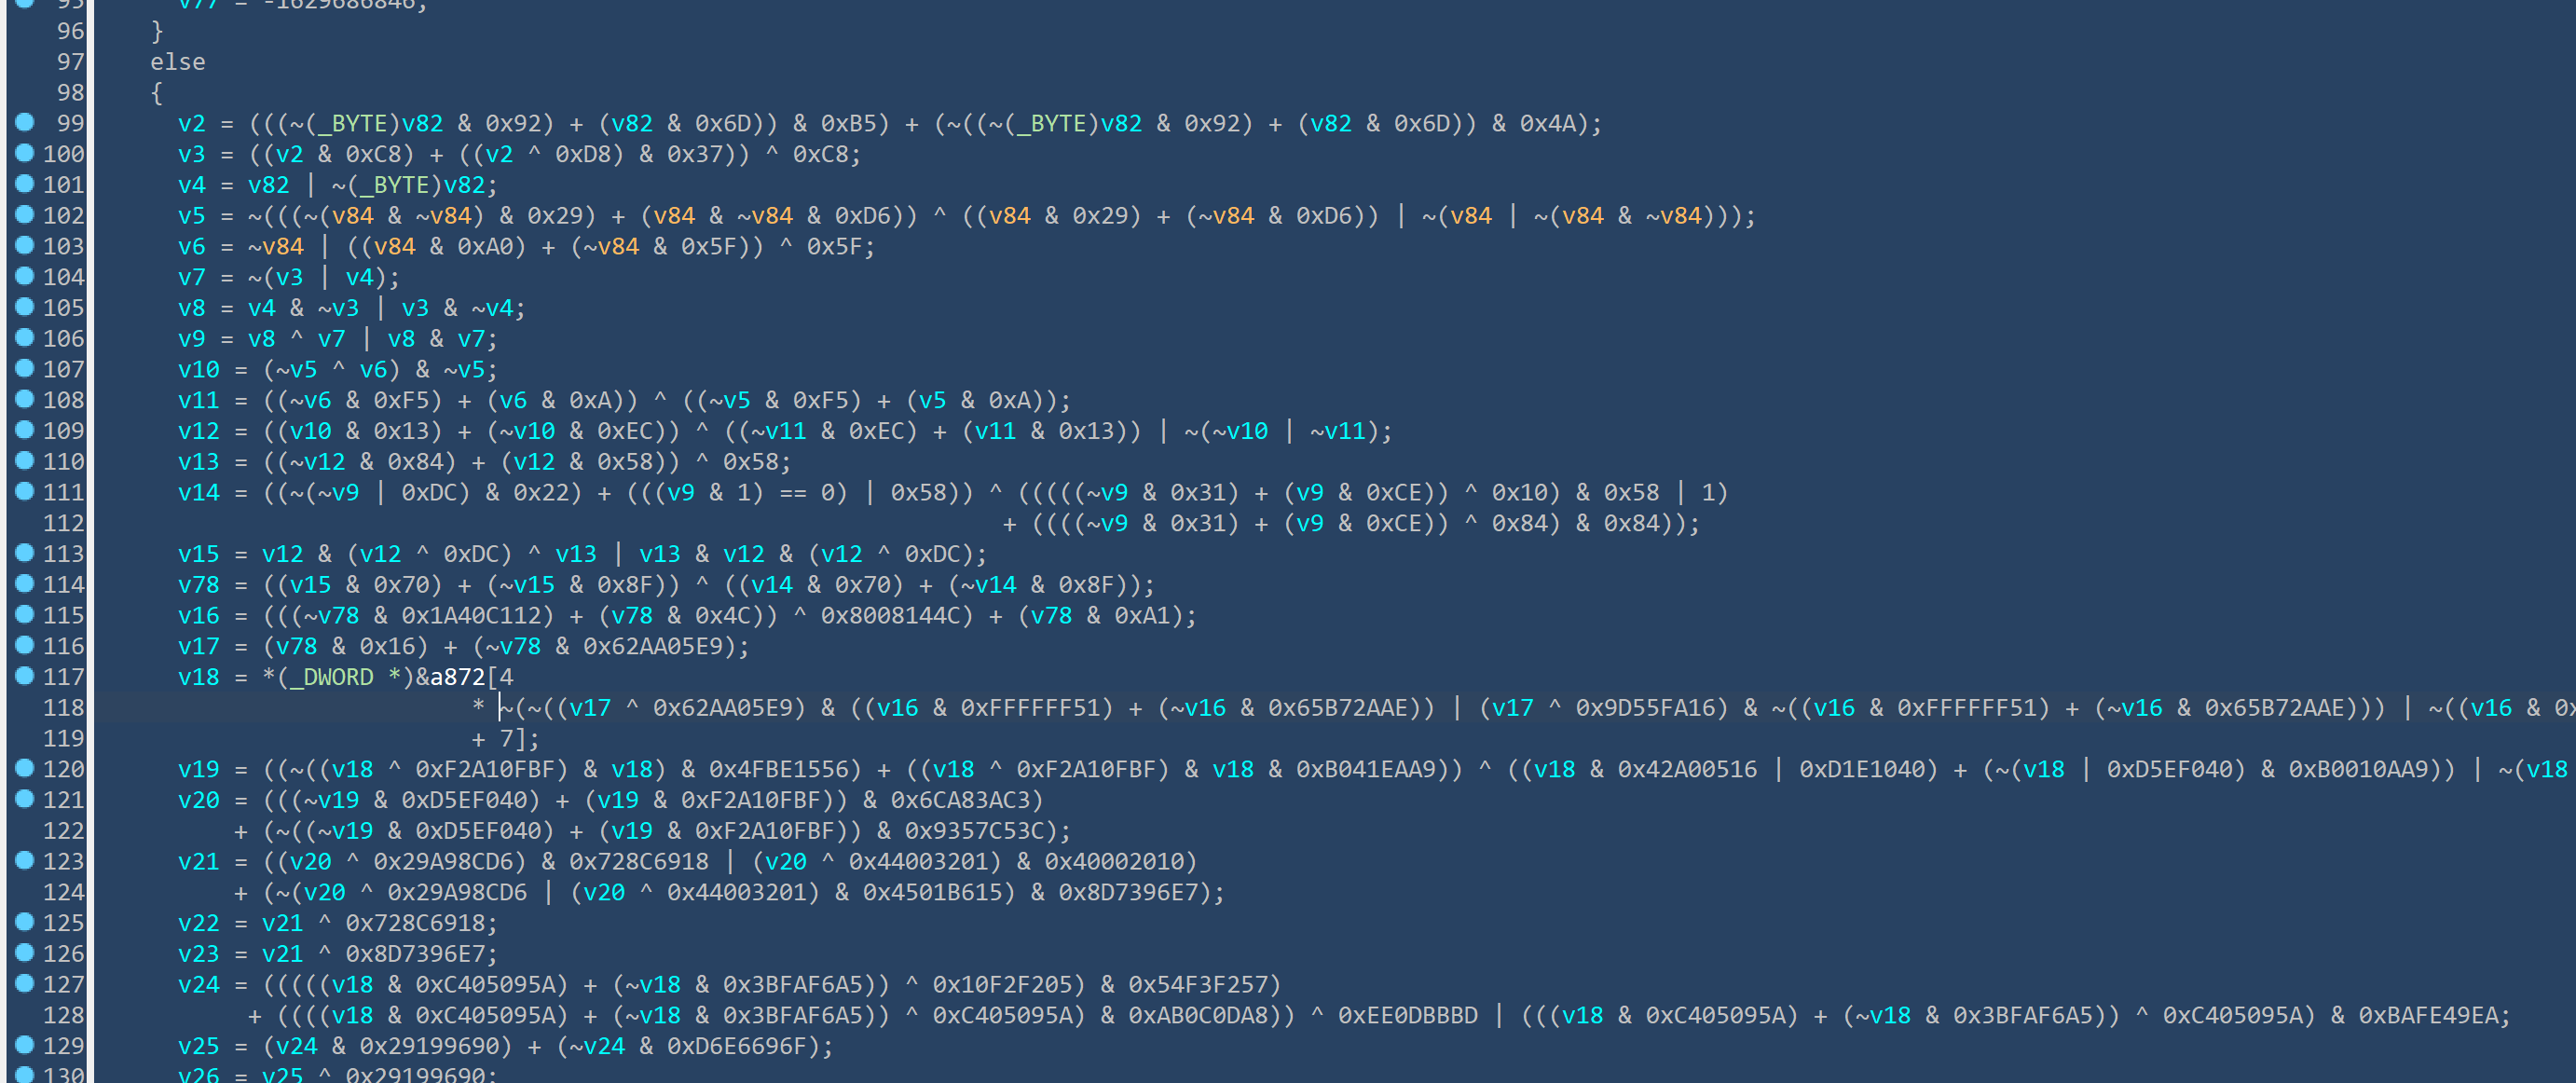 95 v77 = -1629686846;
96 }
97 else
98 {
99 v2 = (((~(_BYTE)v82 & 0x92) + (v82 & 0x6D)) & 0xB5) + (~((~(_BYTE)v82 & 0x92) + (v82 & 0x6D)) & 0x4A);
100 v3 = ((v2 & 0xC8) + ((v2 ^ 0xD8) & 0x37)) ^ 0xC8;
101 v4 = v82 | ~(_BYTE)v82;
102 v5 = ~(((~(v84 & ~v84) & 0x29) + (v84 & ~v84 & 0xD6)) ^ ((v84 & 0x29) + (~v84 & 0xD6)) | ~(v84 | ~(v84 & ~v84)));
103 v6 = ~v84 | ((v84 & 0xA0) + (~v84 & 0x5F)) ^ 0x5F;
104 v7 = ~(v3 | v4);
105 v8 = v4 & ~v3 | v3 & ~v4;
106 v9 = v8 ^ v7 | v8 & v7;
107 v10 = (~v5 ^ v6) & ~v5;
108 v11 = ((~v6 & 0xF5) + (v6 & 0xA)) ^ ((~v5 & 0xF5) + (v5 & 0xA));
109 v12 = ((v10 & 0x13) + (~v10 & 0xEC)) ^ ((~v11 & 0xEC) + (v11 & 0x13)) | ~(~v10 | ~v11);
110 v13 = ((~v12 & 0x84) + (v12 & 0x58)) ^ 0x58;
111 v14 = ((~(~v9 | 0xDC) & 0x22) + (((v9 & 1) == 0) | 0x58)) ^ (((((~v9 & 0x31) + (v9 & 0xCE)) ^ 0x10) & 0x58 | 1)
112 + ((((~v9 & 0x31) + (v9 & 0xCE)) ^ 0x84) & 0x84));
113 v15 = v12 & (v12 ^ 0xDC) ^ v13 | v13 & v12 & (v12 ^ 0xDC);
114 v78 = ((v15 & 0x70) + (~v15 & 0x8F)) ^ ((v14 & 0x70) + (~v14 & 0x8F));
115 v16 = (((~v78 & 0x1A40C112) + (v78 & 0x4C)) ^ 0x8008144C) + (v78 & 0xA1);
116 v17 = (v78 & 0x16) + (~v78 & 0x62AA05E9);
117 v18 = *(_DWORD *)&a872[4
118 * ~(~((v17 ^ 0x62AA05E9) & ((v16 & 0xFFFFFF51) + (~v16 & 0x65B72AAE)) | (v17 ^ 0x9D55FA16) & ~((v16 & 0xFFFFFF51) + (~v16 & 0x65B72AAE))) | ~((v16 & 0x
119 + 7];
120 v19 = ((~((v18 ^ 0xF2A10FBF) & v18) & 0x4FBE1556) + ((v18 ^ 0xF2A10FBF) & v18 & 0xB041EAA9)) ^ ((v18 & 0x42A00516 | 0xD1E1040) + (~(v18 | 0xD5EF040) & 0xB0010AA9)) | ~(v18
121 v20 = (((~v19 & 0xD5EF040) + (v19 & 0xF2A10FBF)) & 0x6CA83AC3)
122 + (~((~v19 & 0xD5EF040) + (v19 & 0xF2A10FBF)) & 0x9357C53C);
123 v21 = ((v20 ^ 0x29A98CD6) & 0x728C6918 | (v20 ^ 0x44003201) & 0x40002010)
124 + (~(v20 ^ 0x29A98CD6 | (v20 ^ 0x44003201) & 0x4501B615) & 0x8D7396E7);
125 v22 = v21 ^ 0x728C6918;
126 v23 = v21 ^ 0x8D7396E7;
127 v24 = (((((v18 & 0xC405095A) + (~v18 & 0x3BFAF6A5)) ^ 0x10F2F205) & 0x54F3F257)
128 + ((((v18 & 0xC405095A) + (~v18 & 0x3BFAF6A5)) ^ 0xC405095A) & 0xAB0C0DA8)) ^ 0xEE0DBBBD | (((v18 & 0xC405095A) + (~v18 & 0x3BFAF6A5)) ^ 0xC405095A) & 0xBAFE49EA;
129 v25 = (v24 & 0x29199690) + (~v24 & 0xD6E6696F);
130 v26 = v25 ^ 0x29199690;